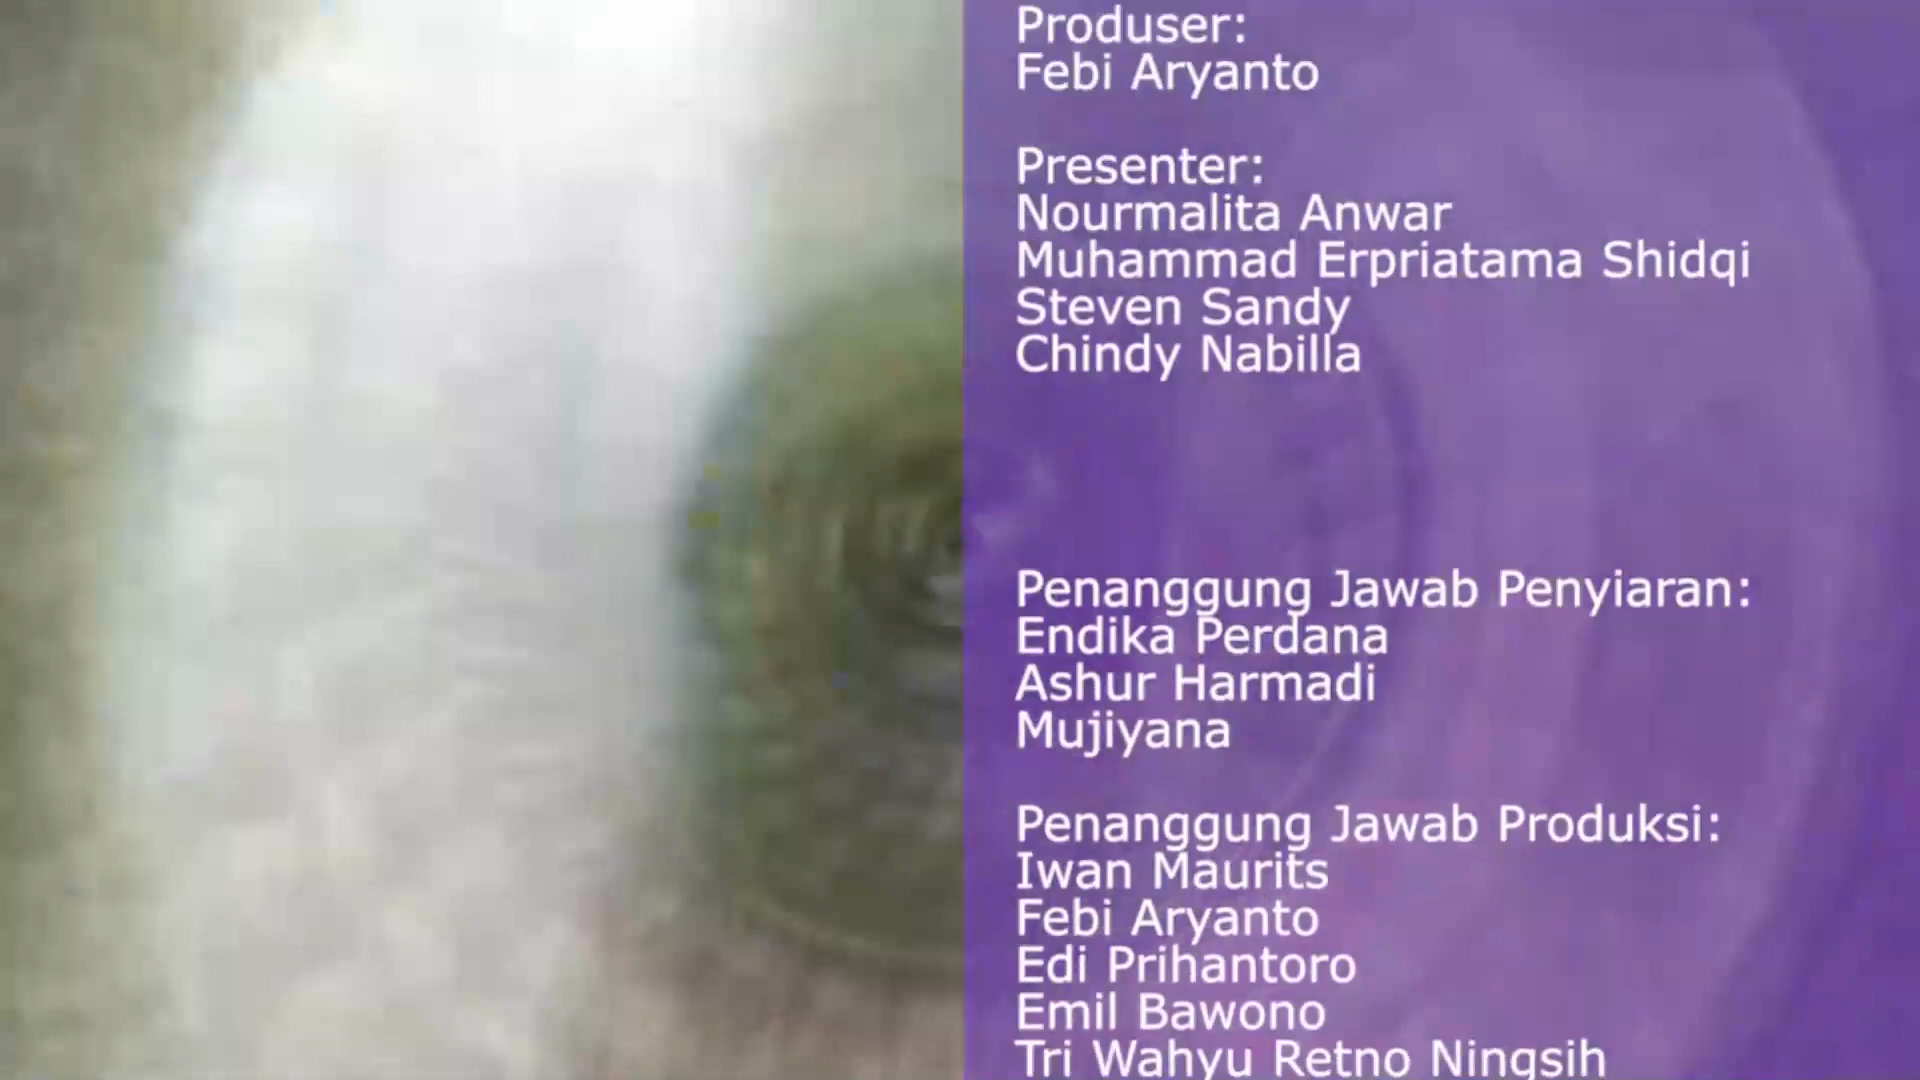 Produser:
Febi Aryanto
Presenter:
Nourmalita Anwar
Muhammad Erpriatama Shidqi
Steven Sandy
Chindy Nabilla
Penanggung Jawab Penyiaran:
Endika Perdana
Ashur Harmadi
Mujiyana
Penanggung Jawab Produksi:
Iwan Maurits
Febi Aryanto
Edi Prihantoro
Emil Bawono
Tri Wahyu Retno Ningsih